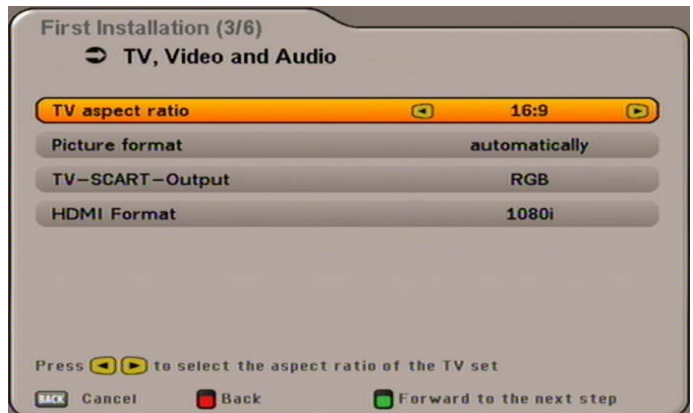 First Installation (3/6)
TV, Video and Audio
TV aspect ratio 16:9
Picture format automatically
TV-SCART-Output RGB
HDMI Format 1080i
Press to select the aspect ratio of the TV set
BACK Cancel Back Forward to the next step